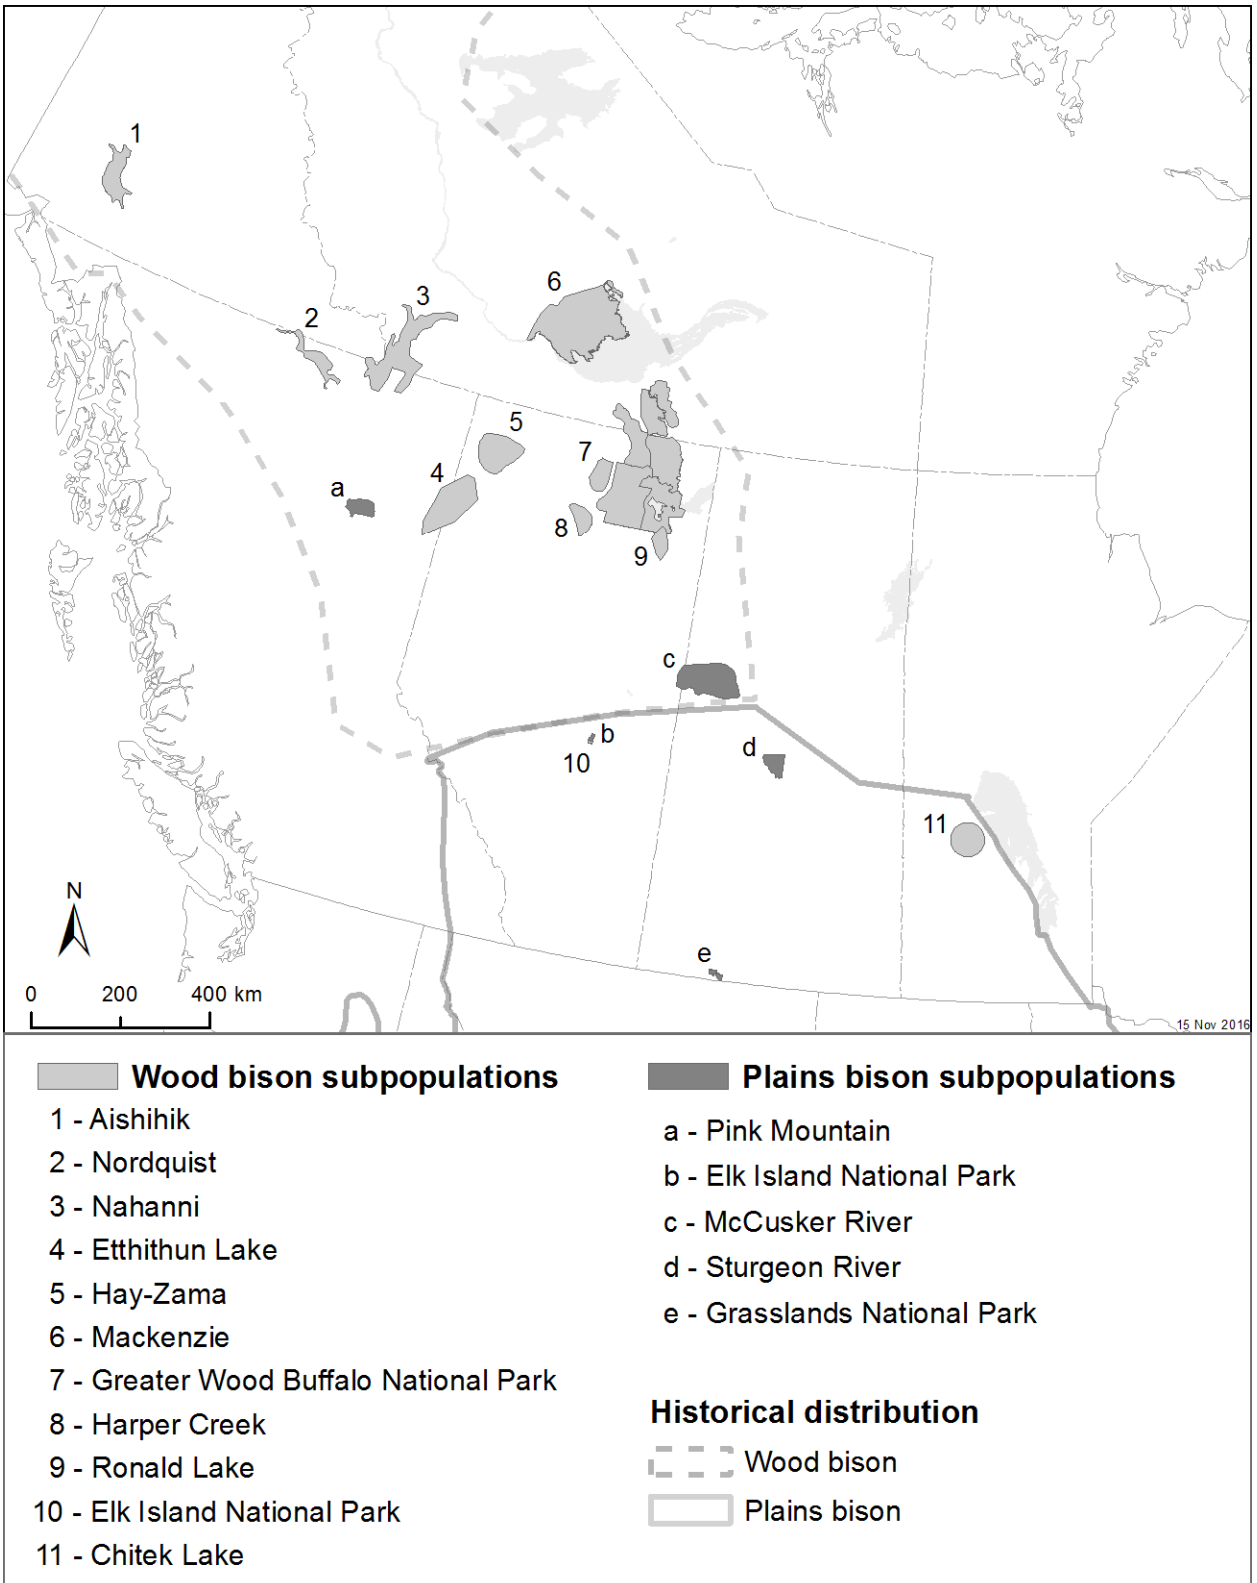 1
6
3
2
5
7
4
a
8
9
c
b
d
10
11
N
e
0 200 400 km
15 Nov 2016
Wood bison subpopulations
1 - Aishihik
2 - Nordquist
3 - Nahanni
4 - Etthithun Lake
5 - Hay-Zama
6 - Mackenzie
7 - Greater Wood Buffalo National Park
8 - Harper Creek
9 - Ronald Lake
10 - Elk Island National Park
11 - Chitek Lake
Plains bison subpopulations
a - Pink Mountain
b - Elk Island National Park
c - McCusker River
d - Sturgeon River
e - Grasslands National Park
Historical distribution
Wood bison
Plains bison